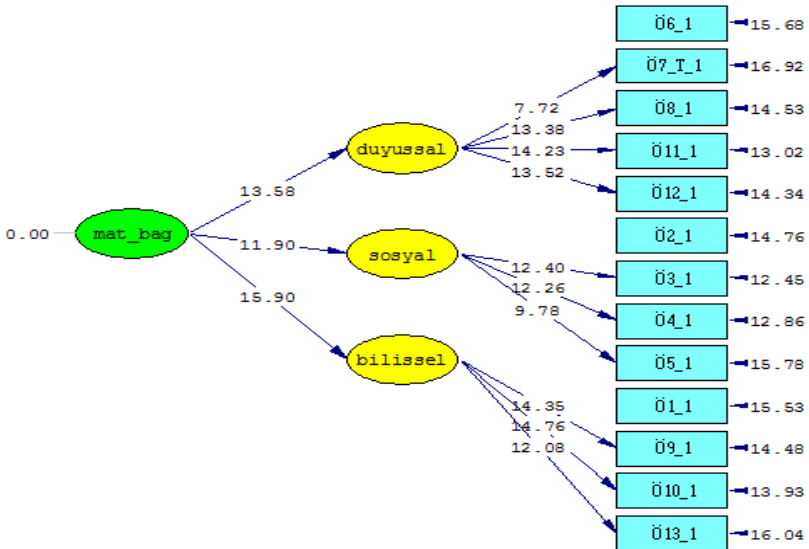 Ö6_1
15.68
Ö7_T_1
16.92
7.72
Ö8_1
14.53
13.38
duyussal
14.23
Ö11_1
13.02
13.52
13.58
Ö12_1
14.34
0.00
mat_bag
11.90
Ö2_1
14.76
sosyal
12.40
Ö3_1
12.45
12.26
9.78
Ö4_1
12.86
15.90
bilissel
Ö5_1
15.78
14.35
Ö1_1
15.53
14.76
12.08
Ö9_1
14.48
Ö10_1
13.93
Ö13_1
16.04